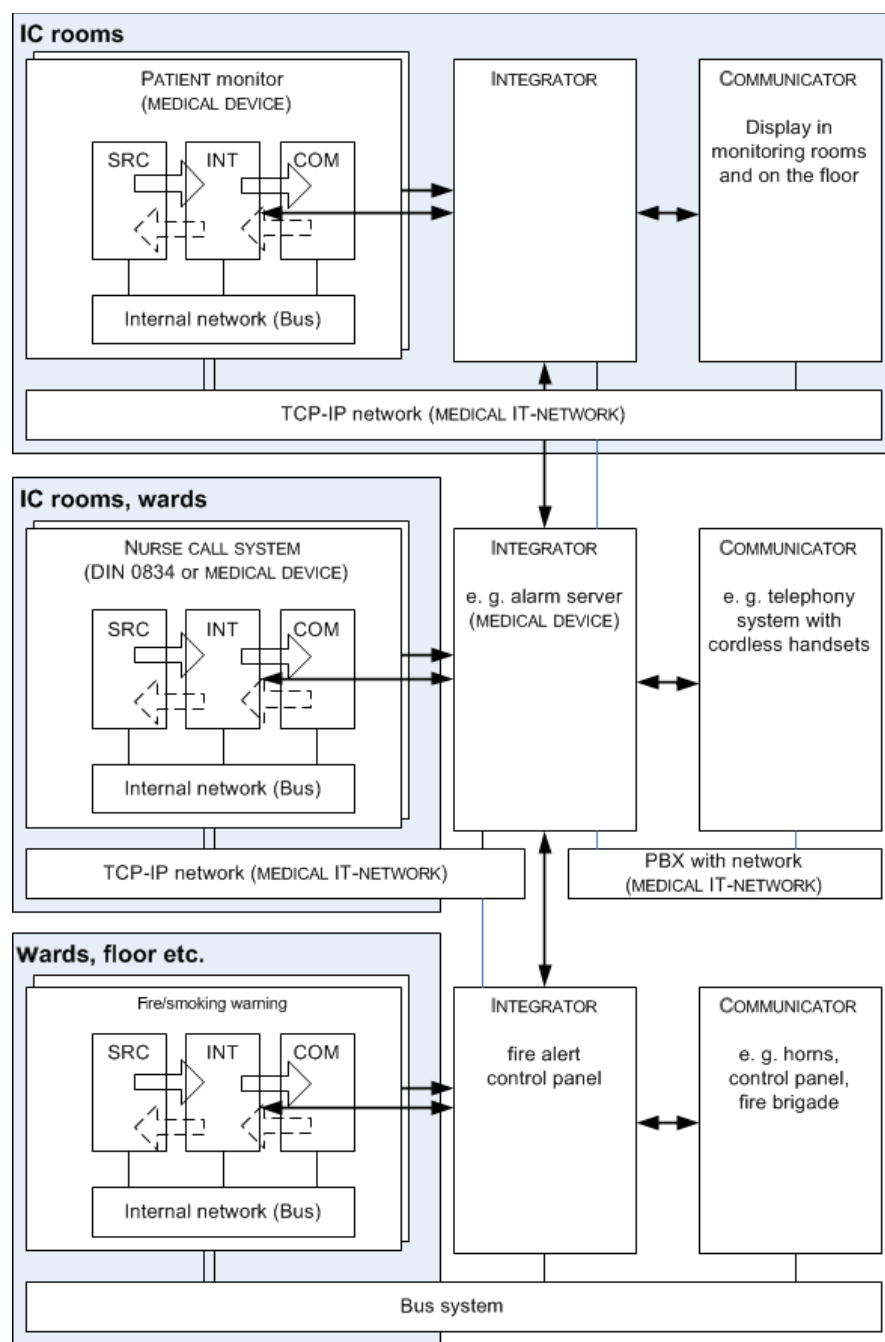 IC rooms
PATIENT monitor
(MEDICAL DEVICE)
SRC
INT
COM
Internal network (Bus)
INTEGRATOR
COMMUNICATOR
Display in
monitoring rooms
and on the floor
TCP-IP network (MEDICAL IT-NETWORK)
IC rooms, wards
NURSE CALL SYSTEM
(DIN 0834 or MEDICAL DEVICE)
SRC
INT
COM
Internal network (Bus)
INTEGRATOR
e. g. alarm server
(MEDICAL DEVICE)
COMMUNICATOR
e. g. telephony
system with
cordless handsets
TCP-IP network (MEDICAL IT-NETWORK)
PBX with network
(MEDICAL IT-NETWORK)
Wards, floor etc.
Fire/smoking warning
SRC
INT
COM
Internal network (Bus)
INTEGRATOR
fire alert
control panel
COMMUNICATOR
e. g. horns,
control panel,
fire brigade
Bus system